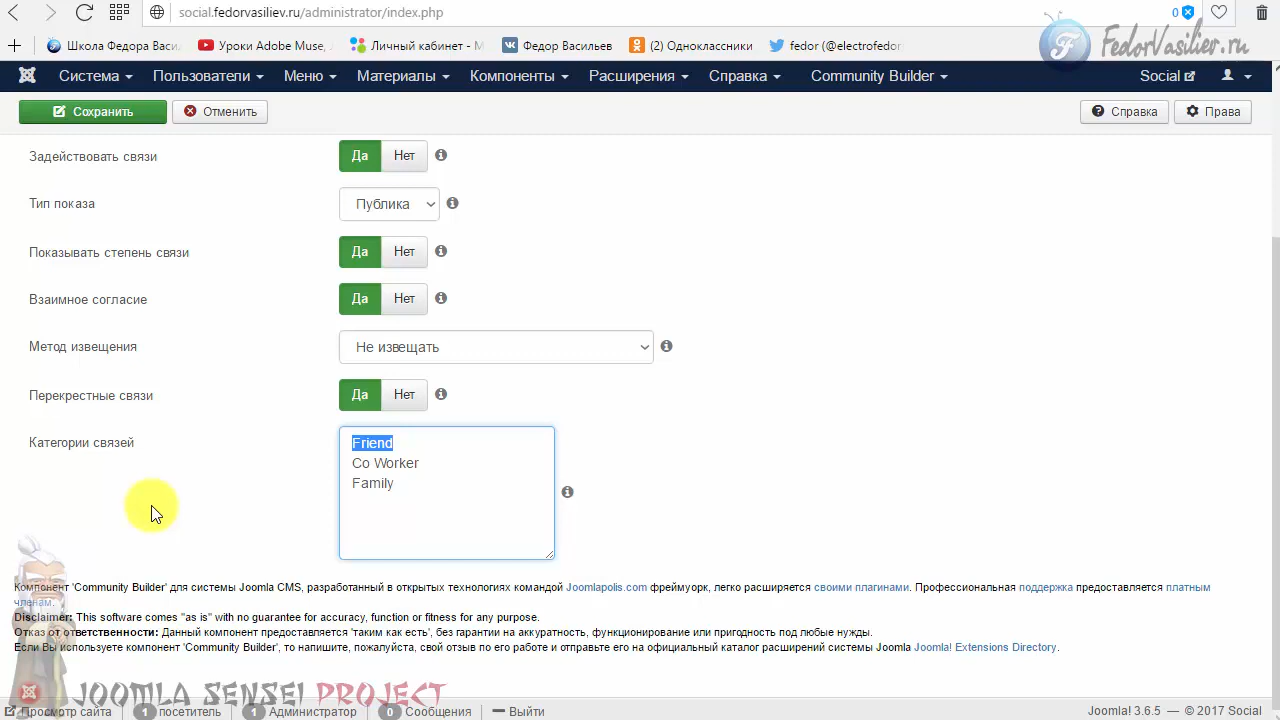 social.fedorvasiliev.ru/administrator/index.php 0
Школа Федора Васи Уроки Adobe Muse, Личный кабинет - М Федор Васильев (2) Одноклассники fedor (@electrofedor
FedorVasiliev.ru
Система Пользователи Меню Материалы Компоненты Расширения Справка Community Builder Social
Сохранить Отменить Справка Права
Задействовать связи Да Нет
Тип показа Публика
Показывать степень связи Да Нет
Взаимное согласие Да Нет
Метод извещения Не извещать
Перекрестные связи Да Нет
Категории связей Friend
Co Worker
Family
Компонент 'Community Builder' для системы Joomla CMS, разработанный в открытых технологиях командой Joomlapolis.com фреймуорк, легко расширяется своими плагинами. Профессиональная поддержка предоставляется платным
членам.
Disclaimer: This software comes "as is" with no guarantee for accuracy, function or fitness for any purpose.
Отказ от ответственности: Данный компонент предоставляется 'таким как есть', без гарантии на аккуратность, функционирование или пригодность под любые нужды.
Если Вы используете компонент 'Community Builder', то напишите, пожалуйста, свой отзыв по его работе и отправьте его на официальный каталог расширений системы Joomla Joomla! Extensions Directory.
JOOMLA SENSEI PROJECT
Просмотр сайта 1 посетитель 1 Администратор 0 Сообщения Выйти Joomla! 3.6.5 — © 2017 Social